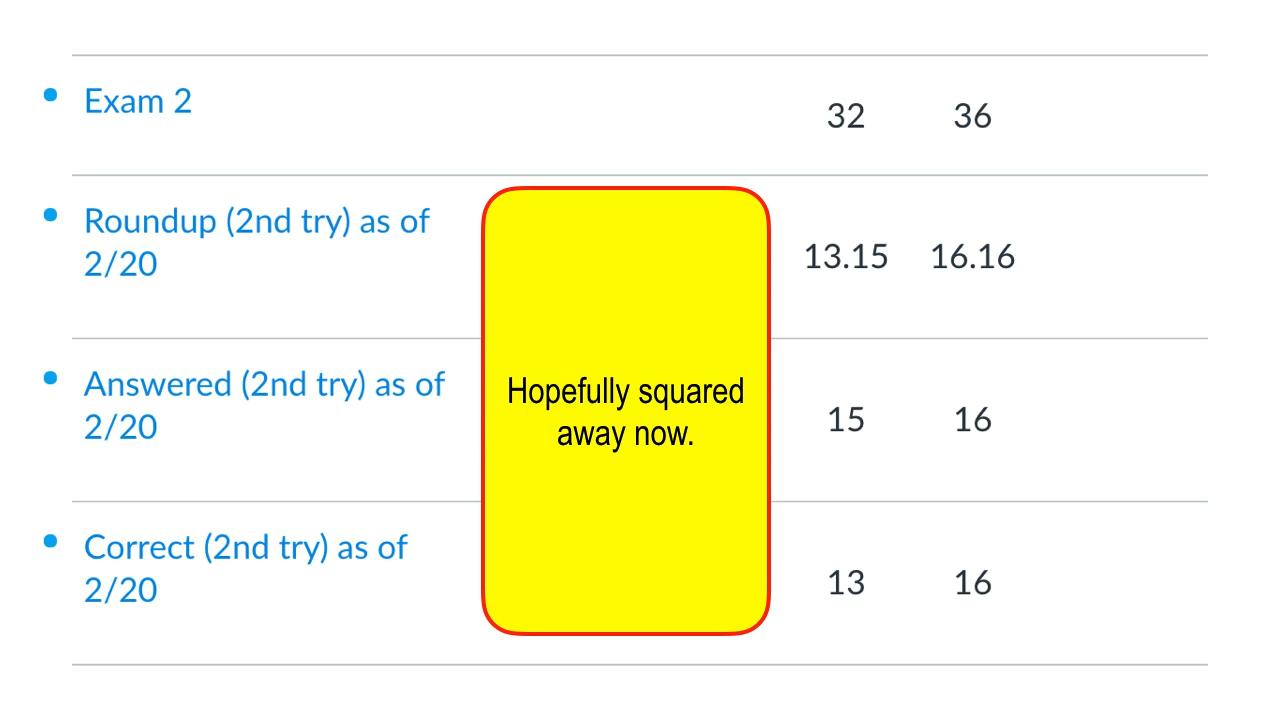 Exam 2
32 36
Roundup (2nd try) as of
2/20
13.15 16.16
Answered (2nd try) as of
2/20
15 16
Correct (2nd try) as of
2/20
13 16
Hopefully squared
away now.